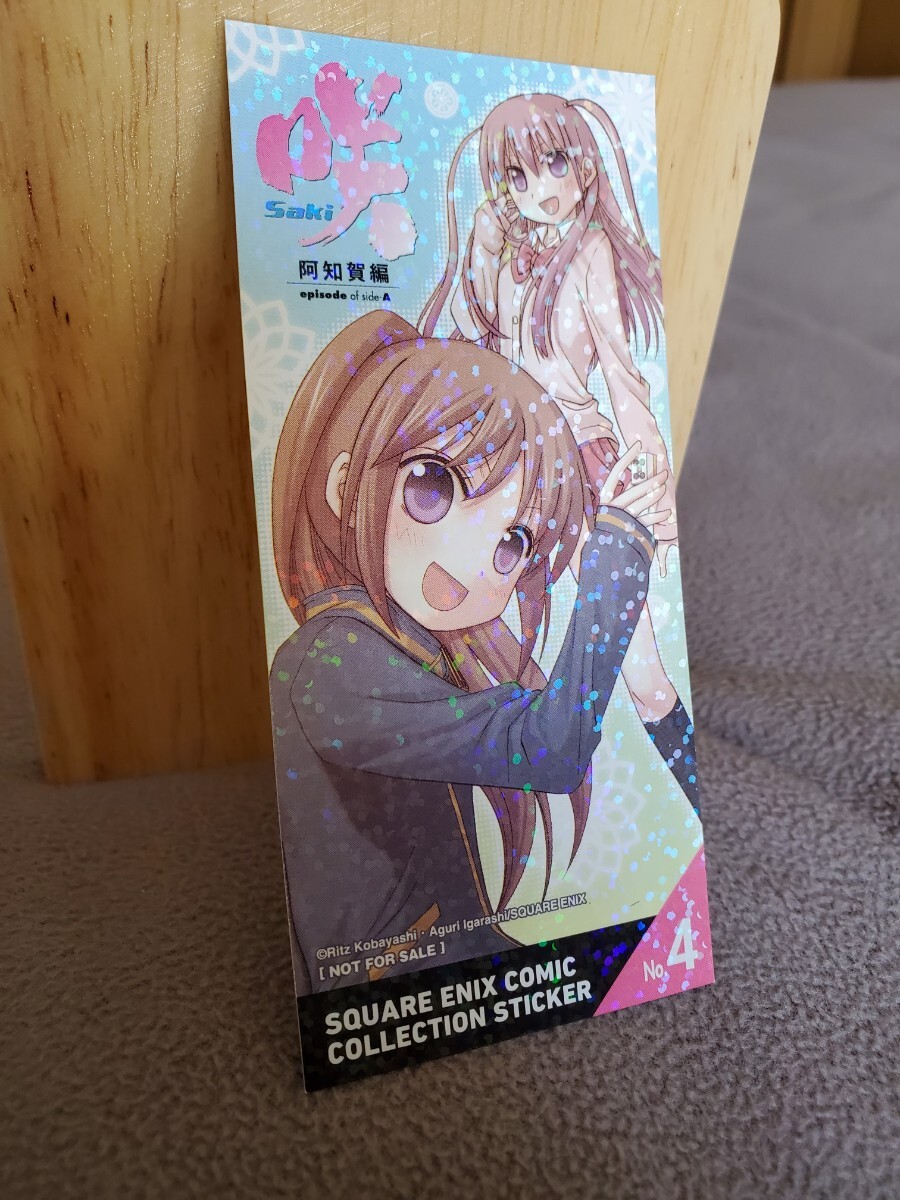 咲
Saki
阿知賀編
episode of side-A
©Ritz Kobayashi・Aguri Igarashi/SQUARE ENIX
[ NOT FOR SALE ]
SQUARE ENIX COMIC
COLLECTION STICKER
No.4